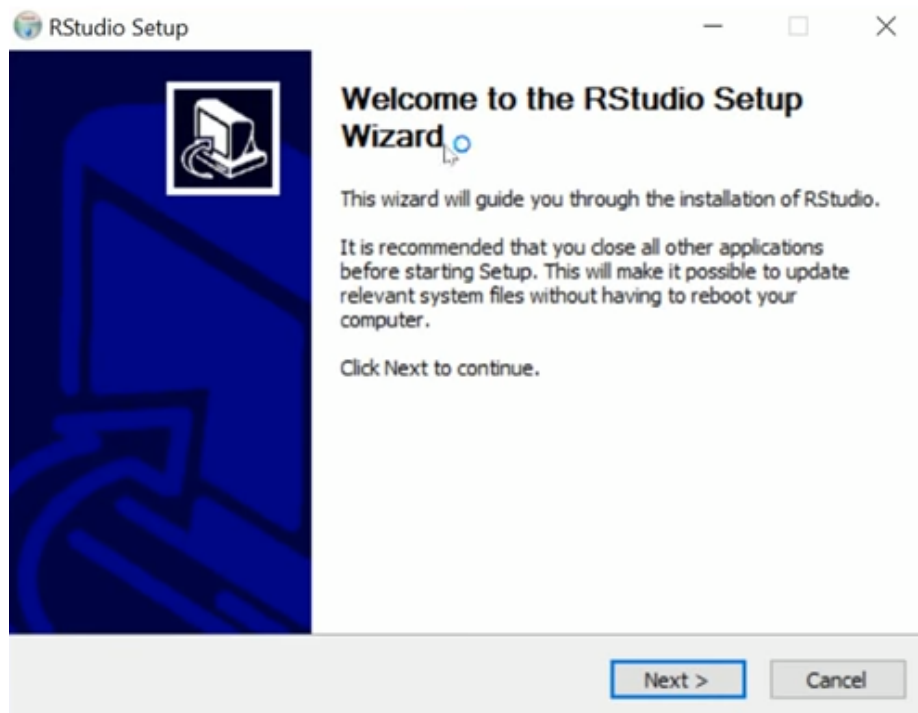 RStudio Setup
Welcome to the RStudio Setup
Wizard
This wizard will guide you through the installation of RStudio.
It is recommended that you close all other applications
before starting Setup. This will make it possible to update
relevant system files without having to reboot your
computer.
Click Next to continue.
Next >
Cancel